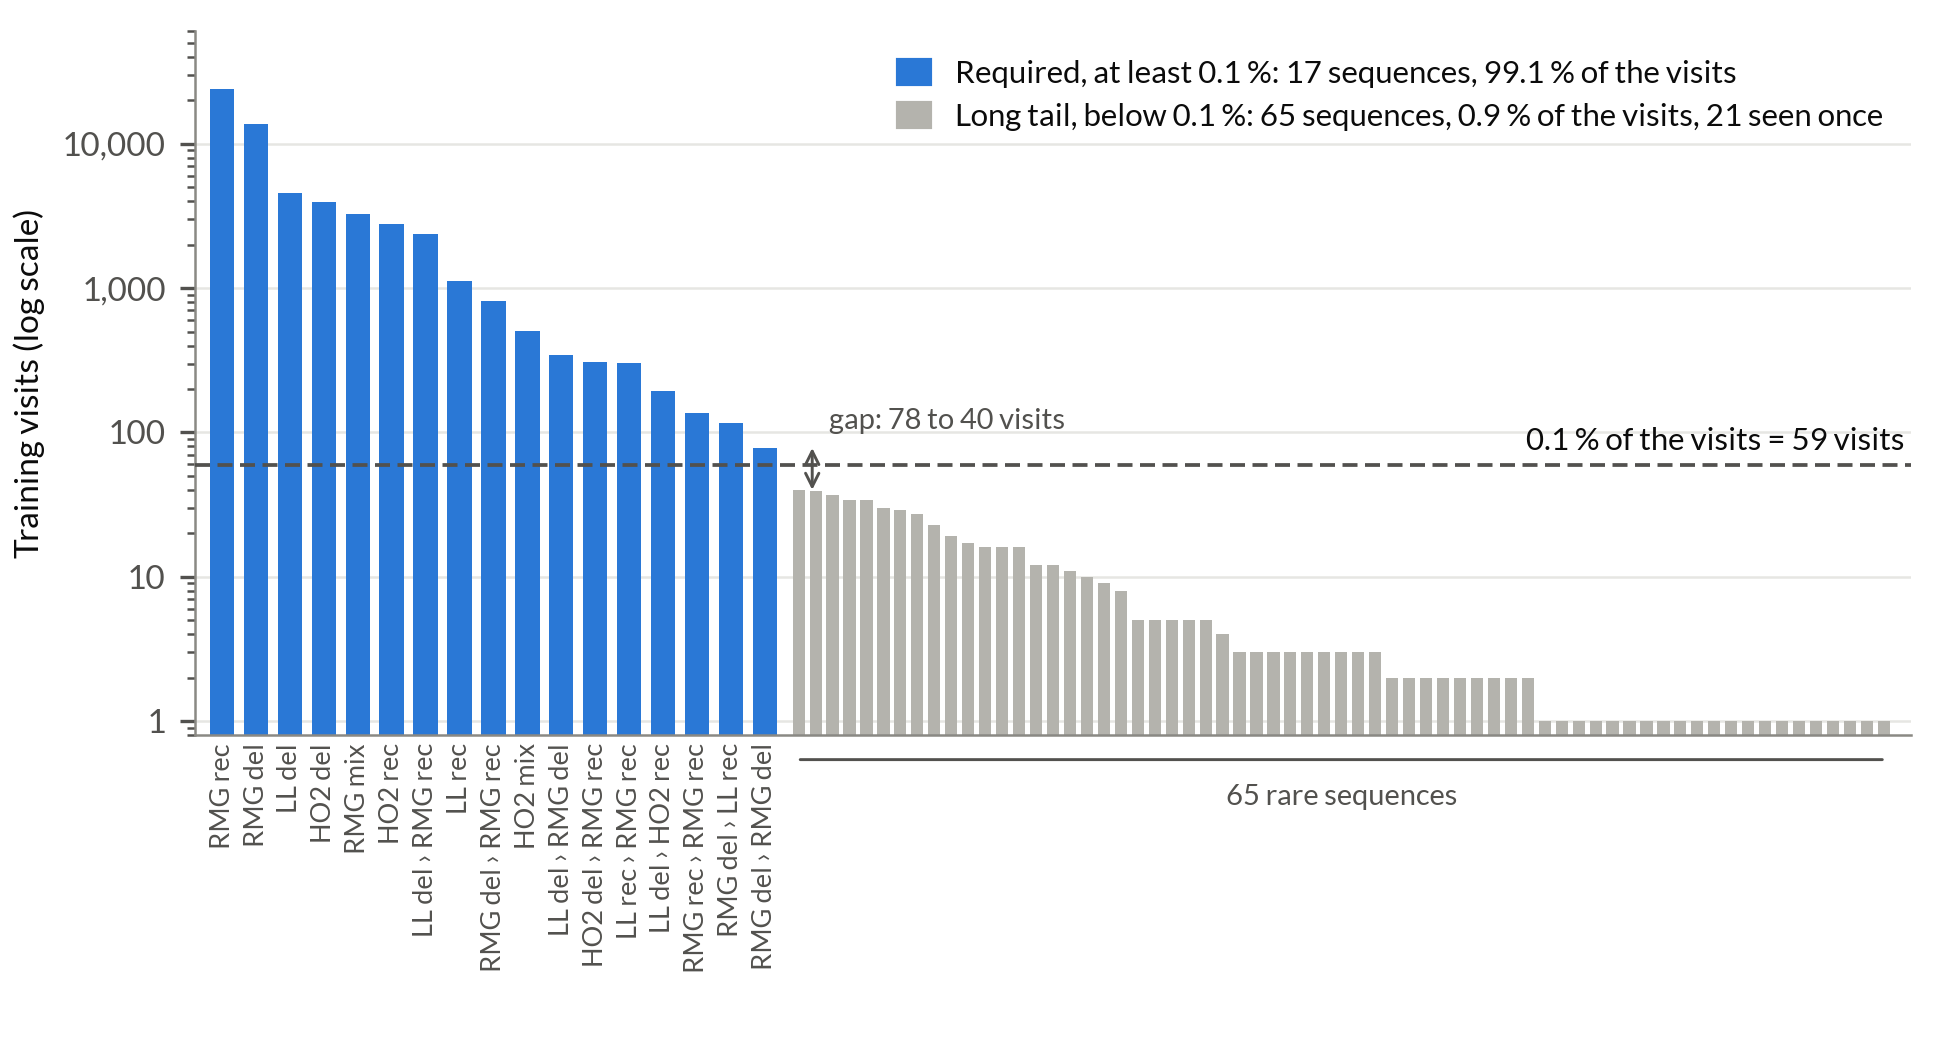 Required, at least 0.1 %: 17 sequences, 99.1 % of the visits
Long tail, below 0.1 %: 65 sequences, 0.9 % of the visits, 21 seen once
Training visits (log scale)
10,000
1,000
100
10
1
gap: 78 to 40 visits
0.1 % of the visits = 59 visits
RMG rec
RMG del
LL del
HO2 del
RMG mix
HO2 rec
LL del › RMG rec
LL rec
RMG del › RMG rec
HO2 mix
LL del › RMG del
HO2 del › RMG rec
LL rec › RMG rec
LL del › HO2 rec
RMG rec › RMG rec
RMG del › LL rec
RMG del › RMG del
65 rare sequences